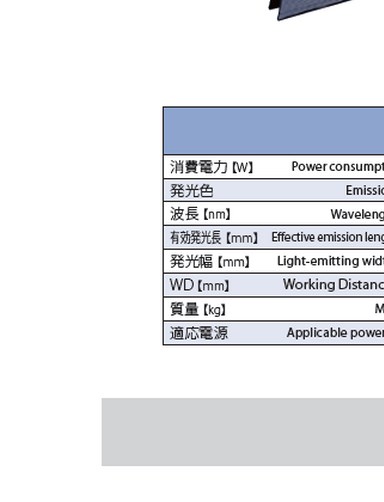 消費電力【W】 Power consumpt
発光色 Emissio
波長【nm】 Waveleng
有効発光長【mm】 Effective emission leng
発光幅【mm】 Light-emitting widt
WD【mm】 Working Distanc
質量【kg】 M
適応電源 Applicable power